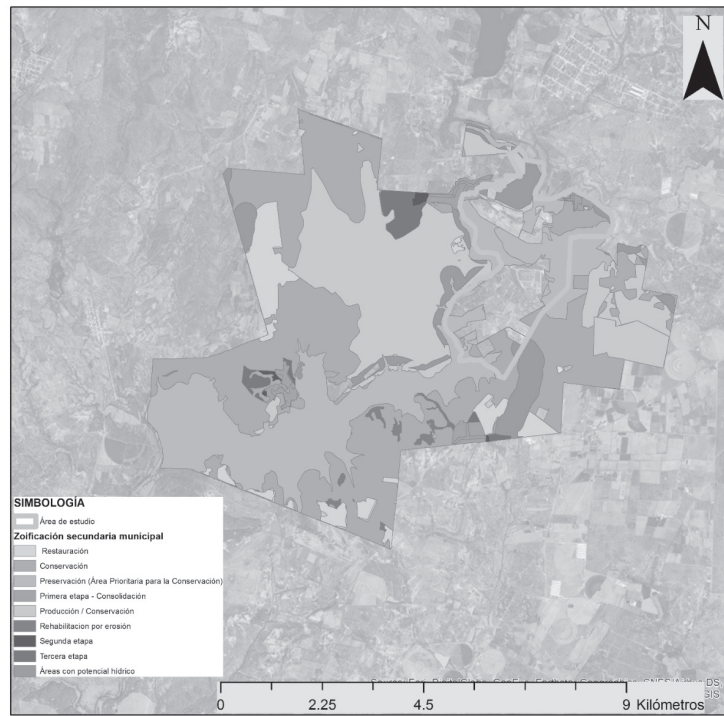 N
SIMBOLOGÍA
Área de estudio
Zoificación secundaria municipal
Restauración
Conservación
Preservación (Área Prioritaria para la Conservación)
Primera etapa - Consolidación
Producción / Conservación
Rehabilitacion por erosión
Segunda etapa
Tercera etapa
Áreas con potencial hídrico
0 2.25 4.5 9 Kilómetros